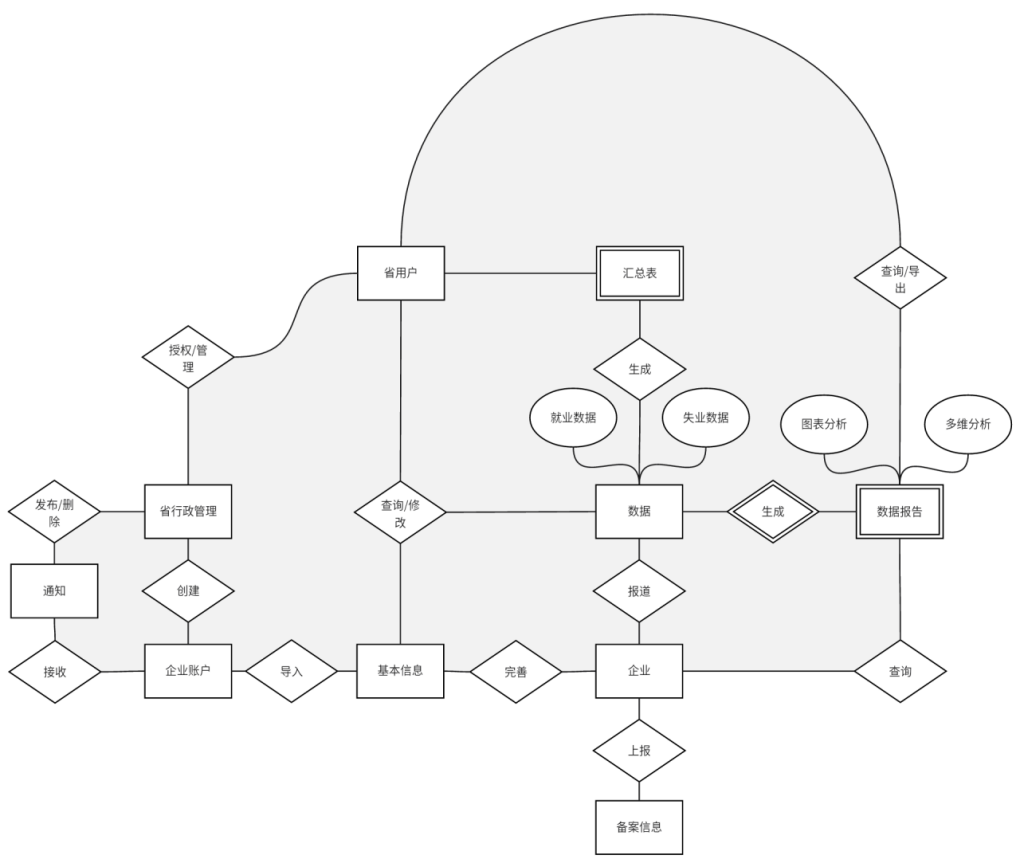 省用户
汇总表
查询/导
出
授权/管
理
生成
就业数据
失业数据
图表分析
多维分析
发布/删
除
省行政管理
查询/修
改
数据
生成
数据报告
通知
创建
报道
接收
企业账户
导入
基本信息
完善
企业
查询
上报
备案信息